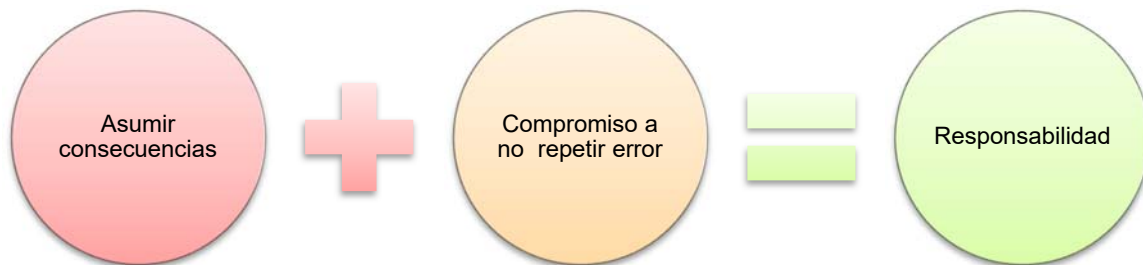 Asumir
consecuencias
Compromiso a
no repetir error
Responsabilidad